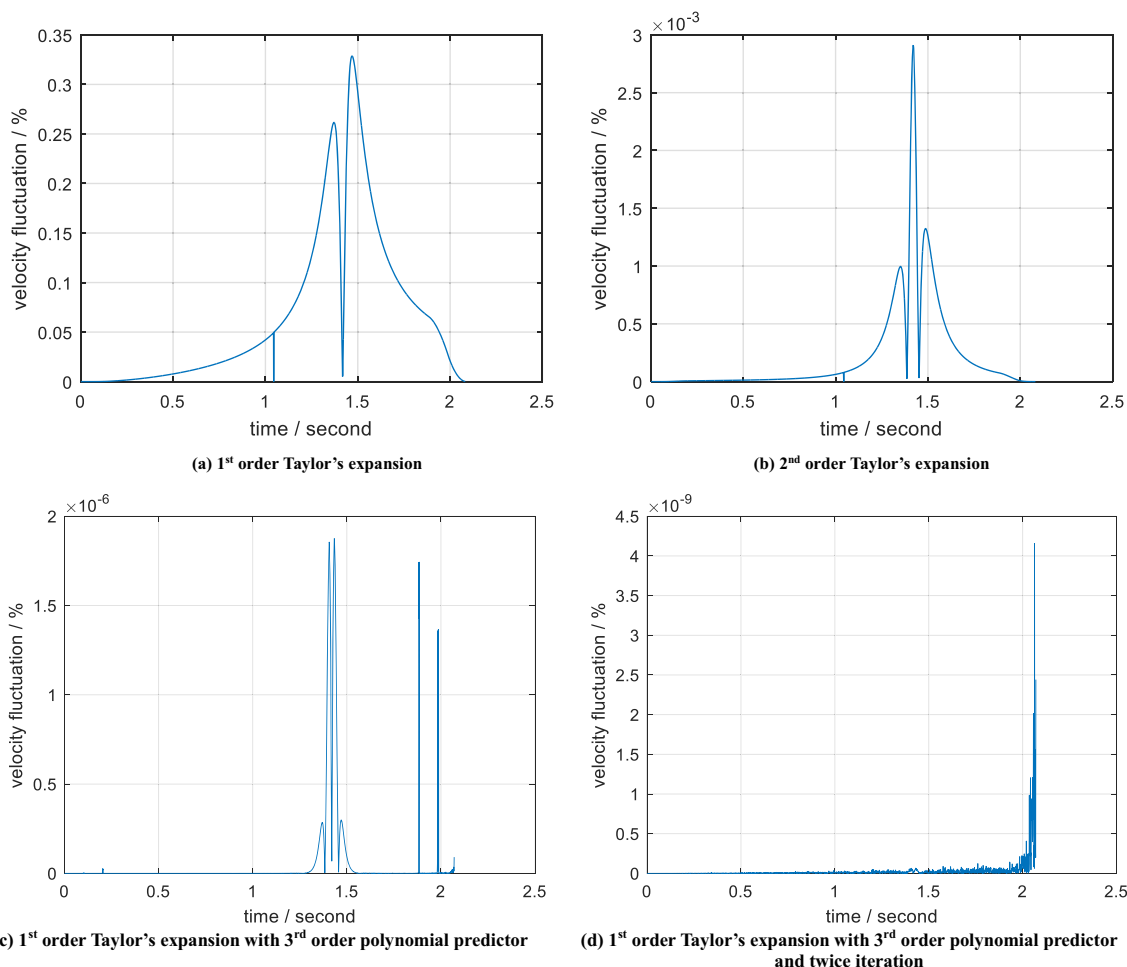 0.35
0.3
0.25
0.2
0.15
0.1
0.05
0
velocity fluctuation / %
0 0.5 1 1.5 2 2.5
time / second
(a) 1st order Taylor's expansion
×10-3
3
2.5
2
1.5
1
0.5
0
velocity fluctuation / %
0 0.5 1 1.5 2 2.5
time / second
(b) 2nd order Taylor's expansion
×10-6
2
1.5
1
0.5
0
velocity fluctuation / %
0 0.5 1 1.5 2 2.5
time / second
c) 1st order Taylor's expansion with 3rd order polynomial predictor
×10-9
4.5
4
3.5
3
2.5
2
1.5
1
0.5
0
velocity fluctuation / %
0 0.5 1 1.5 2 2.5
time / second
(d) 1st order Taylor's expansion with 3rd order polynomial predictor
and twice iteration